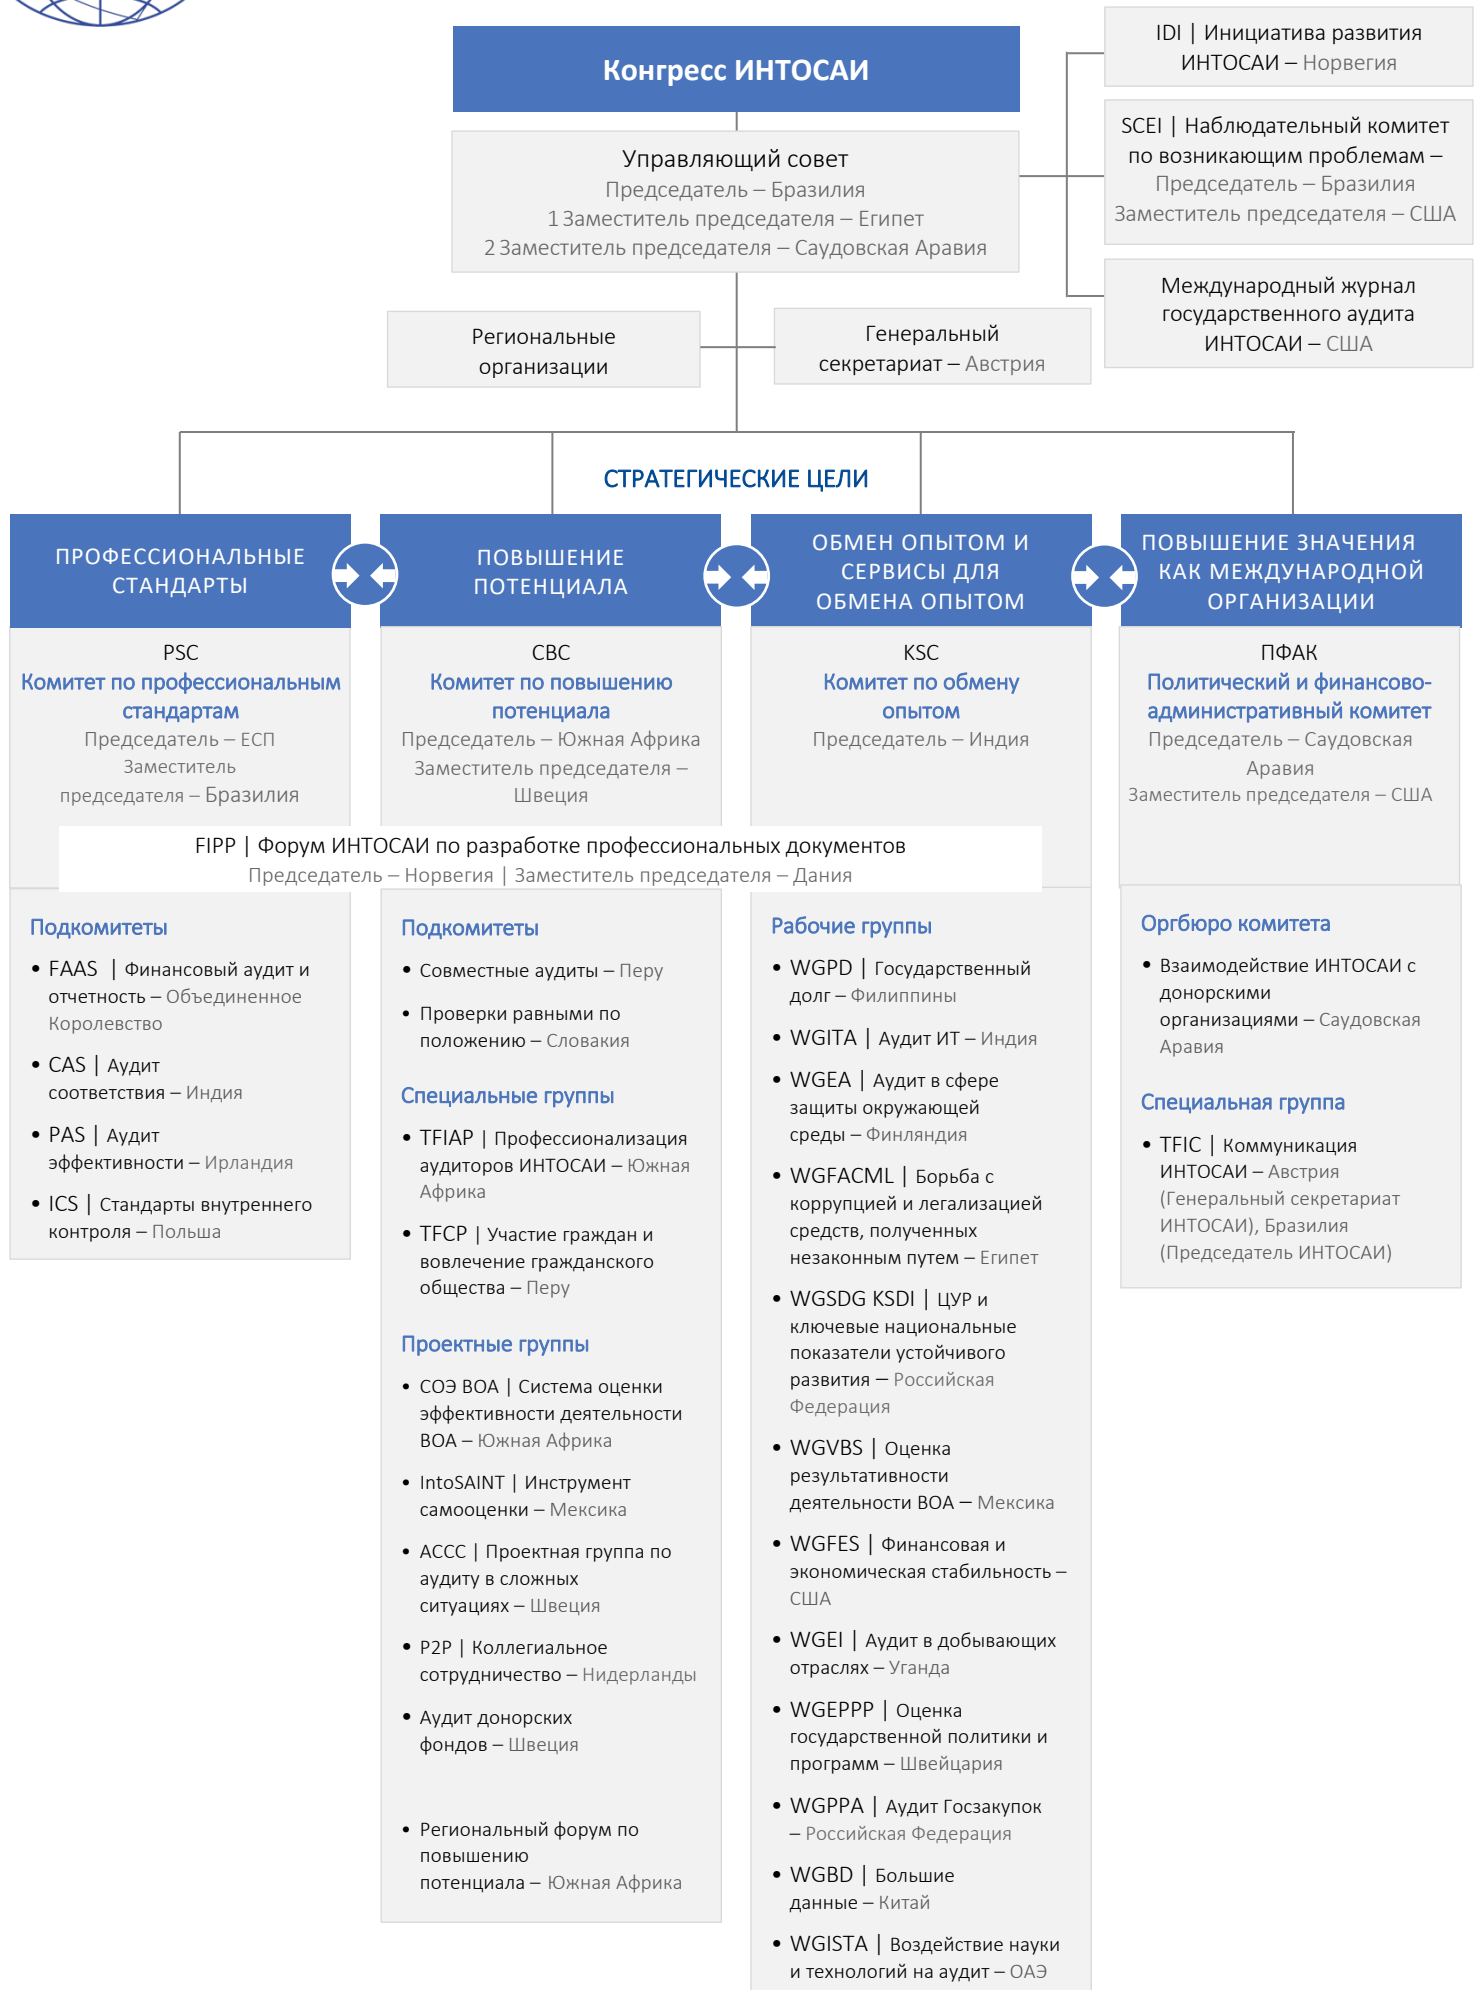 Конгресс ИНТОСАИ
Управляющий совет
Председатель – Бразилия
1 Заместитель председателя – Египет
2 Заместитель председателя – Саудовская Аравия
IDI | Инициатива развития
ИНТОСАИ – Норвегия
SCEI | Наблюдательный комитет
по возникающим проблемам –
Председатель – Бразилия
Заместитель председателя – США
Международный журнал
государственного аудита
ИНТОСАИ – США
Региональные
организации
Генеральный
секретариат – Австрия
СТРАТЕГИЧЕСКИЕ ЦЕЛИ
ПРОФЕССИОНАЛЬНЫЕ
СТАНДАРТЫ
ПОВЫШЕНИЕ
ПОТЕНЦИАЛА
ОБМЕН ОПЫТОМ И
СЕРВИСЫ ДЛЯ
ОБМЕНА ОПЫТОМ
ПОВЫШЕНИЕ ЗНАЧЕНИЯ
КАК МЕЖДУНАРОДНОЙ
ОРГАНИЗАЦИИ
PSC
Комитет по профессиональным
стандартам
Председатель – ЕСП
Заместитель
председателя – Бразилия
CBC
Комитет по повышению
потенциала
Председатель – Южная Африка
Заместитель председателя –
Швеция
KSC
Комитет по обмену
опытом
Председатель – Индия
ПФАК
Политический и финансово-
административный комитет
Председатель – Саудовская
Аравия
Заместитель председателя – США
FIPP | Форум ИНТОСАИ по разработке профессиональных документов
Председатель – Норвегия | Заместитель председателя – Дания
Подкомитеты
• FAAS | Финансовый аудит и
отчетность – Объединенное
Королевство
• CAS | Аудит
соответствия – Индия
• PAS | Аудит
эффективности – Ирландия
• ICS | Стандарты внутреннего
контроля – Польша
Подкомитеты
• Совместные аудиты – Перу
• Проверки равными по
положению – Словакия
Специальные группы
• TFIAP | Профессионализация
аудиторов ИНТОСАИ – Южная
Африка
• TFCP | Участие граждан и
вовлечение гражданского
общества – Перу
Проектные группы
• СОЭ ВОА | Система оценки
эффективности деятельности
ВОА – Южная Африка
• IntoSAINT | Инструмент
самооценки – Мексика
• ACCC | Проектная группа по
аудиту в сложных
ситуациях – Швеция
• P2P | Коллегиальное
сотрудничество – Нидерланды
• Аудит донорских
фондов – Швеция
• Региональный форум по
повышению
потенциала – Южная Африка
Рабочие группы
• WGPD | Государственный
долг – Филиппины
• WGITA | Аудит ИТ – Индия
• WGEA | Аудит в сфере
защиты окружающей
среды – Финляндия
• WGFACML | Борьба с
коррупцией и легализацией
средств, полученных
незаконным путем – Египет
• WGSDG KSDI | ЦУР и
ключевые национальные
показатели устойчивого
развития – Российская
Федерация
• WGVBS | Оценка
результативности
деятельности ВОА – Мексика
• WGFES | Финансовая и
экономическая стабильность –
США
• WGEI | Аудит в добывающих
отраслях – Уганда
• WGEPPP | Оценка
государственной политики и
программ – Швейцария
• WGPPA | Аудит Госзакупок
– Российская Федерация
• WGBD | Большие
данные – Китай
• WGISTA | Воздействие науки
и технологий на аудит – ОАЭ
Оргбюро комитета
• Взаимодействие ИНТОСАИ с
донорскими
организациями – Саудовская
Аравия
Специальная группа
• TFIC | Коммуникация
ИНТОСАИ – Австрия
(Генеральный секретариат
ИНТОСАИ), Бразилия
(Председатель ИНТОСАИ)